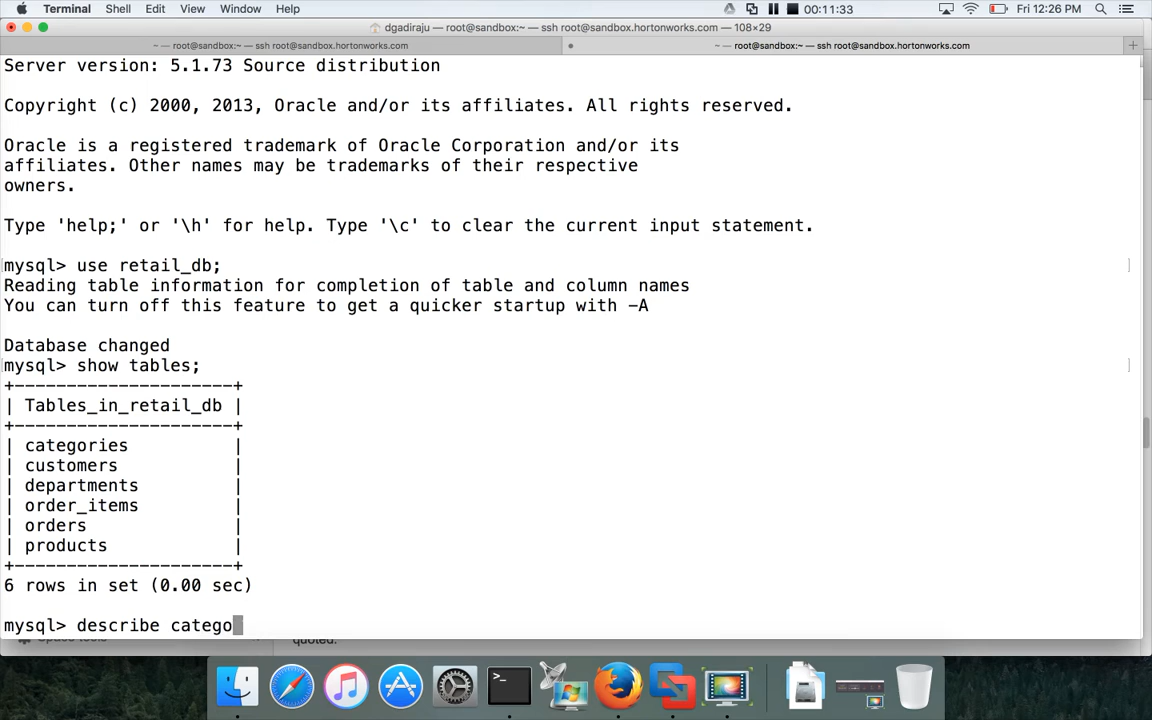 Terminal Shell Edit View Window Help 00:11:33 Fri 12:26 PM
dgadiraju — root@sandbox:~ — ssh root@sandbox.hortonworks.com — 108×29
~ — root@sandbox:~ — ssh root@sandbox.hortonworks.com ~ — root@sandbox:~ — ssh root@sandbox.hortonworks.com +
Server version: 5.1.73 Source distribution
Copyright (c) 2000, 2013, Oracle and/or its affiliates. All rights reserved.
Oracle is a registered trademark of Oracle Corporation and/or its
affiliates. Other names may be trademarks of their respective
owners.
Type 'help;' or '\h' for help. Type '\c' to clear the current input statement.
mysql> use retail_db;
Reading table information for completion of table and column names
You can turn off this feature to get a quicker startup with -A
Database changed
mysql> show tables;
+---------------------+
| Tables_in_retail_db |
+---------------------+
| categories          |
| customers           |
| departments         |
| order_items         |
| orders              |
| products            |
+---------------------+
6 rows in set (0.00 sec)
mysql> describe catego
quoted.
>_